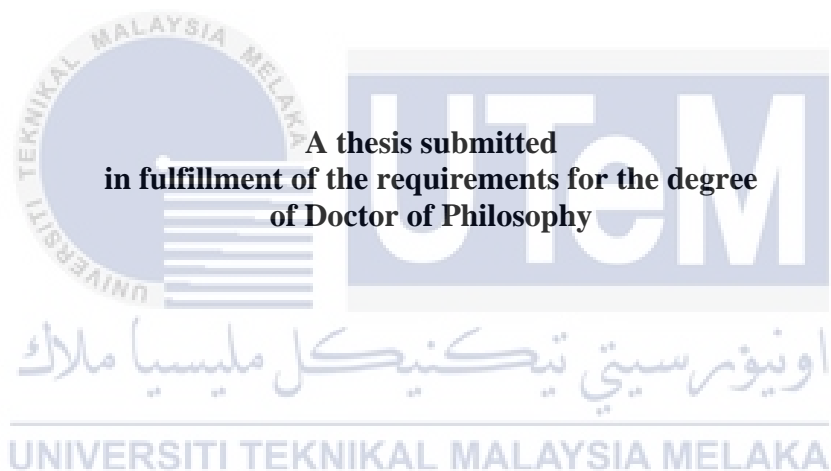 UNIVERSITI TEKNIKAL MALAYSIA MELAKA
UTeM
A thesis submitted
in fulfillment of the requirements for the degree
of Doctor of Philosophy
اونيۏرسيتي تيكنيكل مليسيا ملاك
UNIVERSITI TEKNIKAL MALAYSIA MELAKA